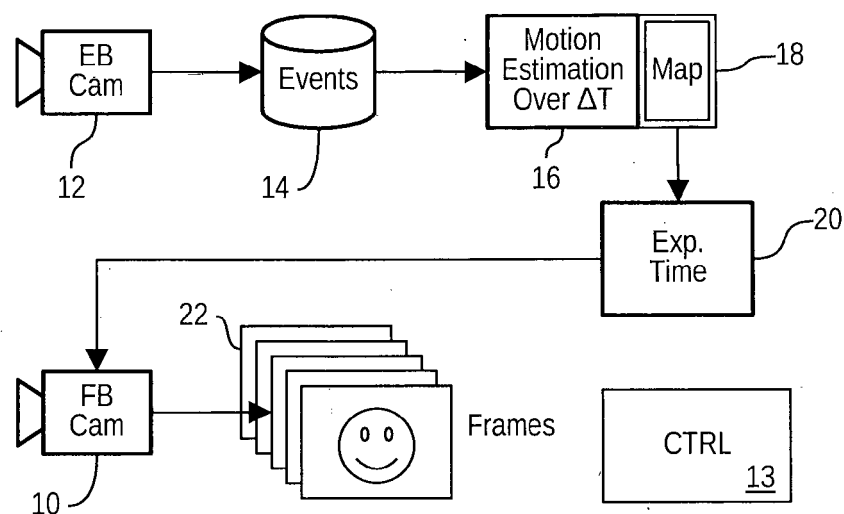 EB
Cam
Events
Motion
Estimation
Over ΔT
Map
18
12
14
16
Exp.
Time
20
22
FB
Cam
Frames
CTRL
13
10